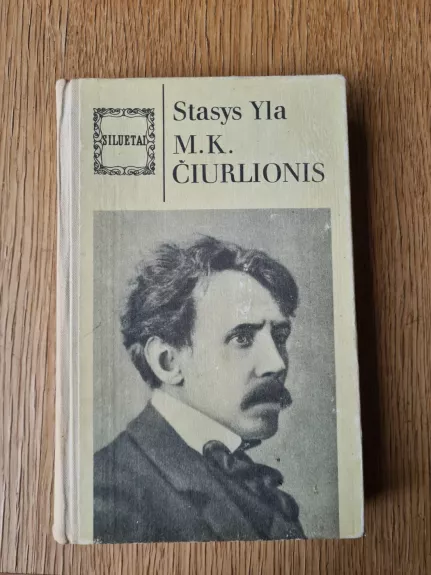 SILUETAI
Stasys Yla
M.K.
ČIURLIONIS